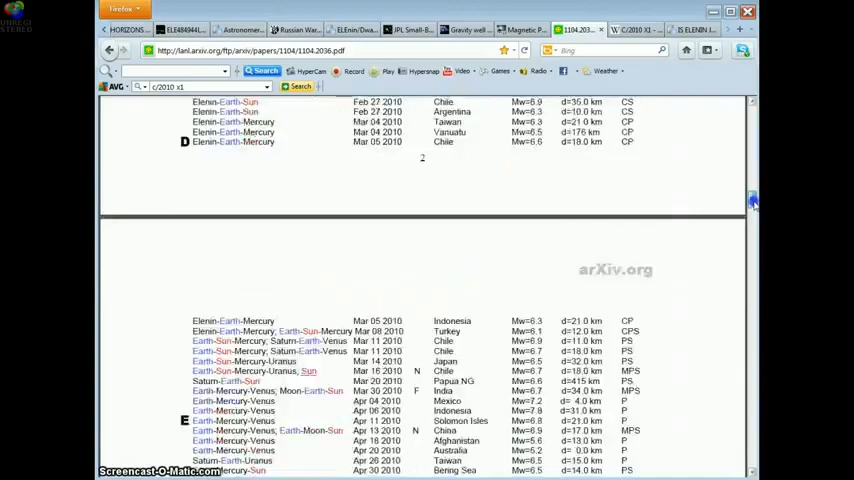 UNREGI
STERED
Firefox
HORIZONS...
ELE484944L...
Astronomer...
Russian War...
ELEnin/Dwa...
JPL Small-B...
Gravity well ...
Magnetic P...
1104.203...
C/2010 X1 - ...
IS ELENIN I...
http://lanl.arxiv.org/ftp/arxiv/papers/1104/1104.2036.pdf
Bing
Search
HyperCam
Record
Play
Hypersnap
Video
Games
Radio
Weather
AVG
c/2010 x1
Search
Elenin-Earth-Sun Feb 27 2010 Chile Mw=6.9 d=35.0 km CS
Elenin-Earth-Sun Feb 27 2010 Argentina Mw=6.3 d=10.0 km CS
Elenin-Earth-Mercury Mar 04 2010 Taiwan Mw=6.3 d=21.0 km CP
Elenin-Earth-Mercury Mar 04 2010 Vanuatu Mw=6.5 d=176 km CP
D Elenin-Earth-Mercury Mar 05 2010 Chile Mw=6.6 d=18.0 km CP
2
arXiv.org
Elenin-Earth-Mercury Mar 05 2010 Indonesia Mw=6.3 d=21.0 km CP
Elenin-Earth-Mercury; Earth-Sun-Mercury Mar 08 2010 Turkey Mw=6.1 d=12.0 km CPS
Earth-Sun-Mercury; Saturn-Earth-Venus Mar 11 2010 Chile Mw=6.9 d=11.0 km PS
Earth-Sun-Mercury; Saturn-Earth-Venus Mar 11 2010 Chile Mw=6.7 d=18.0 km PS
Earth-Sun-Mercury-Uranus Mar 14 2010 Japan Mw=6.5 d=32.0 km PS
Earth-Sun-Mercury-Uranus, Sun Mar 16 2010 N Chile Mw=6.7 d=18.0 km MPS
Saturn-Earth-Sun Mar 20 2010 Papua NG Mw=6.6 d=415 km PS
Earth-Mercury-Venus; Moon-Earth-Sun Mar 30 2010 F India Mw=6.7 d=34.0 km MPS
Earth-Mercury-Venus Apr 04 2010 Mexico Mw=7.2 d= 4.0 km P
Earth-Mercury-Venus Apr 06 2010 Indonesia Mw=7.8 d=31.0 km P
E Earth-Mercury-Venus Apr 11 2010 Solomon Isles Mw=6.8 d=21.0 km P
Earth-Mercury-Venus; Earth-Moon-Sun Apr 13 2010 N China Mw=6.9 d=17.0 km MPS
Earth-Mercury-Venus Apr 18 2010 Afghanistan Mw=5.6 d=13.0 km P
Earth-Mercury-Venus Apr 20 2010 Australia Mw=5.2 d= 0.0 km P
Saturn-Earth-Uranus Apr 26 2010 Taiwan Mw=6.5 d=15.0 km P
Mercury-Sun Apr 30 2010 Bering Sea Mw=6.5 d=14.0 km PS
Screencast-O-Matic.com